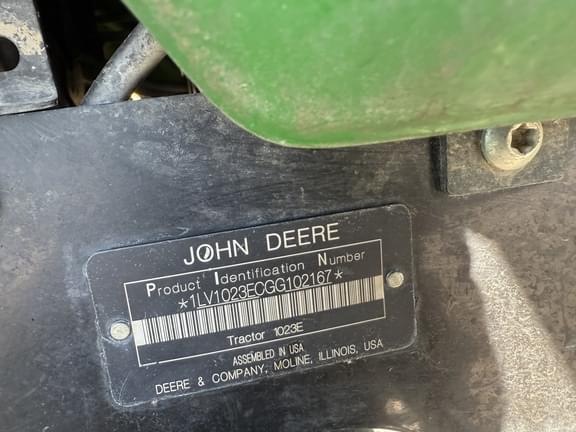 JOHN DEERE
Product Identification Number
*1LV1023ECGG102167*
Tractor 1023E
ASSEMBLED IN USA
DEERE & COMPANY, MOLINE, ILLINOIS, USA